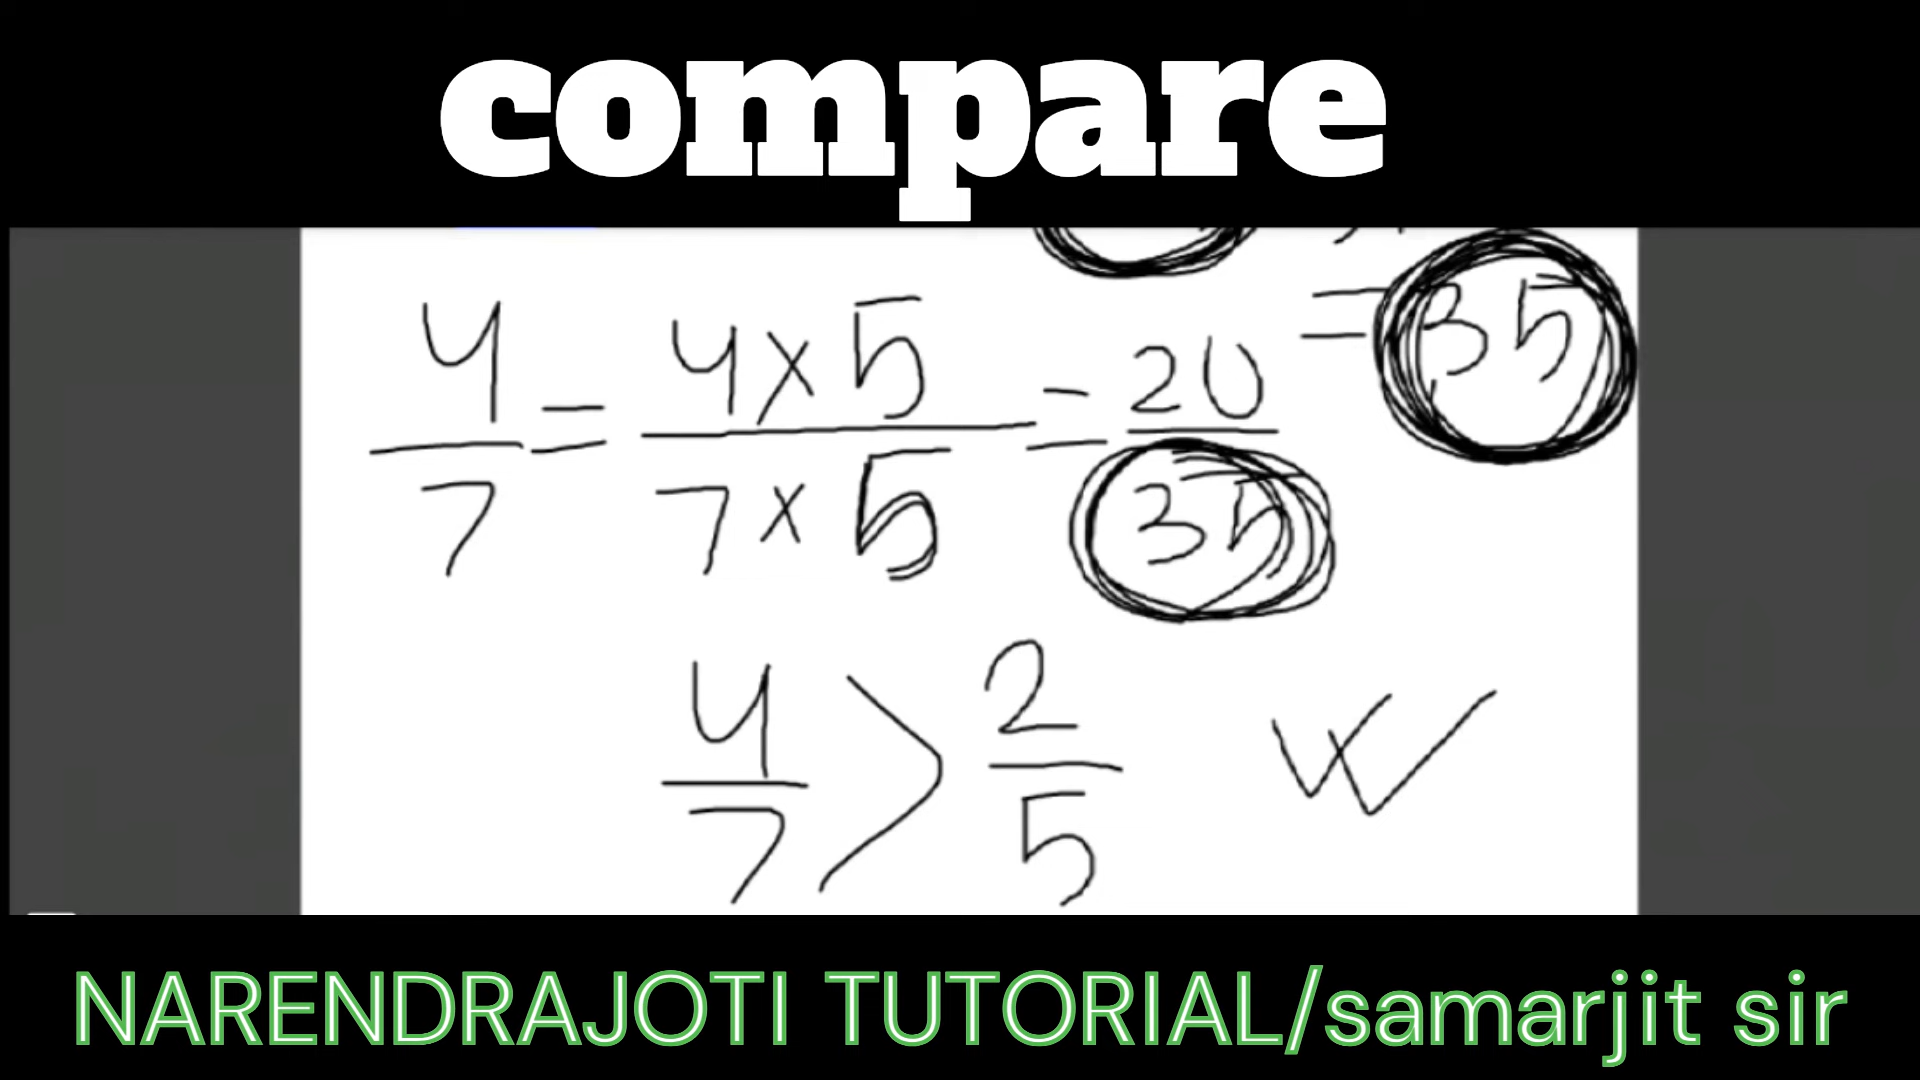 compare
= 35
4/7 = 4×5/7×5 = 20/35
4/7 > 2/5
NARENDRAJOTI TUTORIAL/samarjit sir